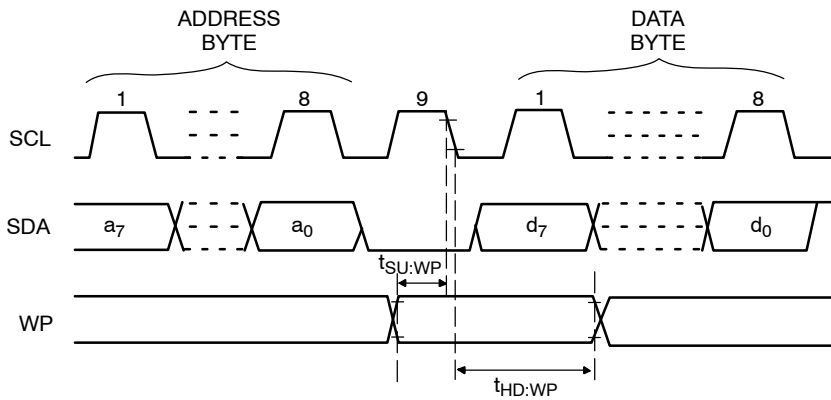 ADDRESS
BYTE
DATA
BYTE
1
8
9
1
8
SCL
SDA
a7
a0
d7
d0
tSU:WP
WP
tHD:WP